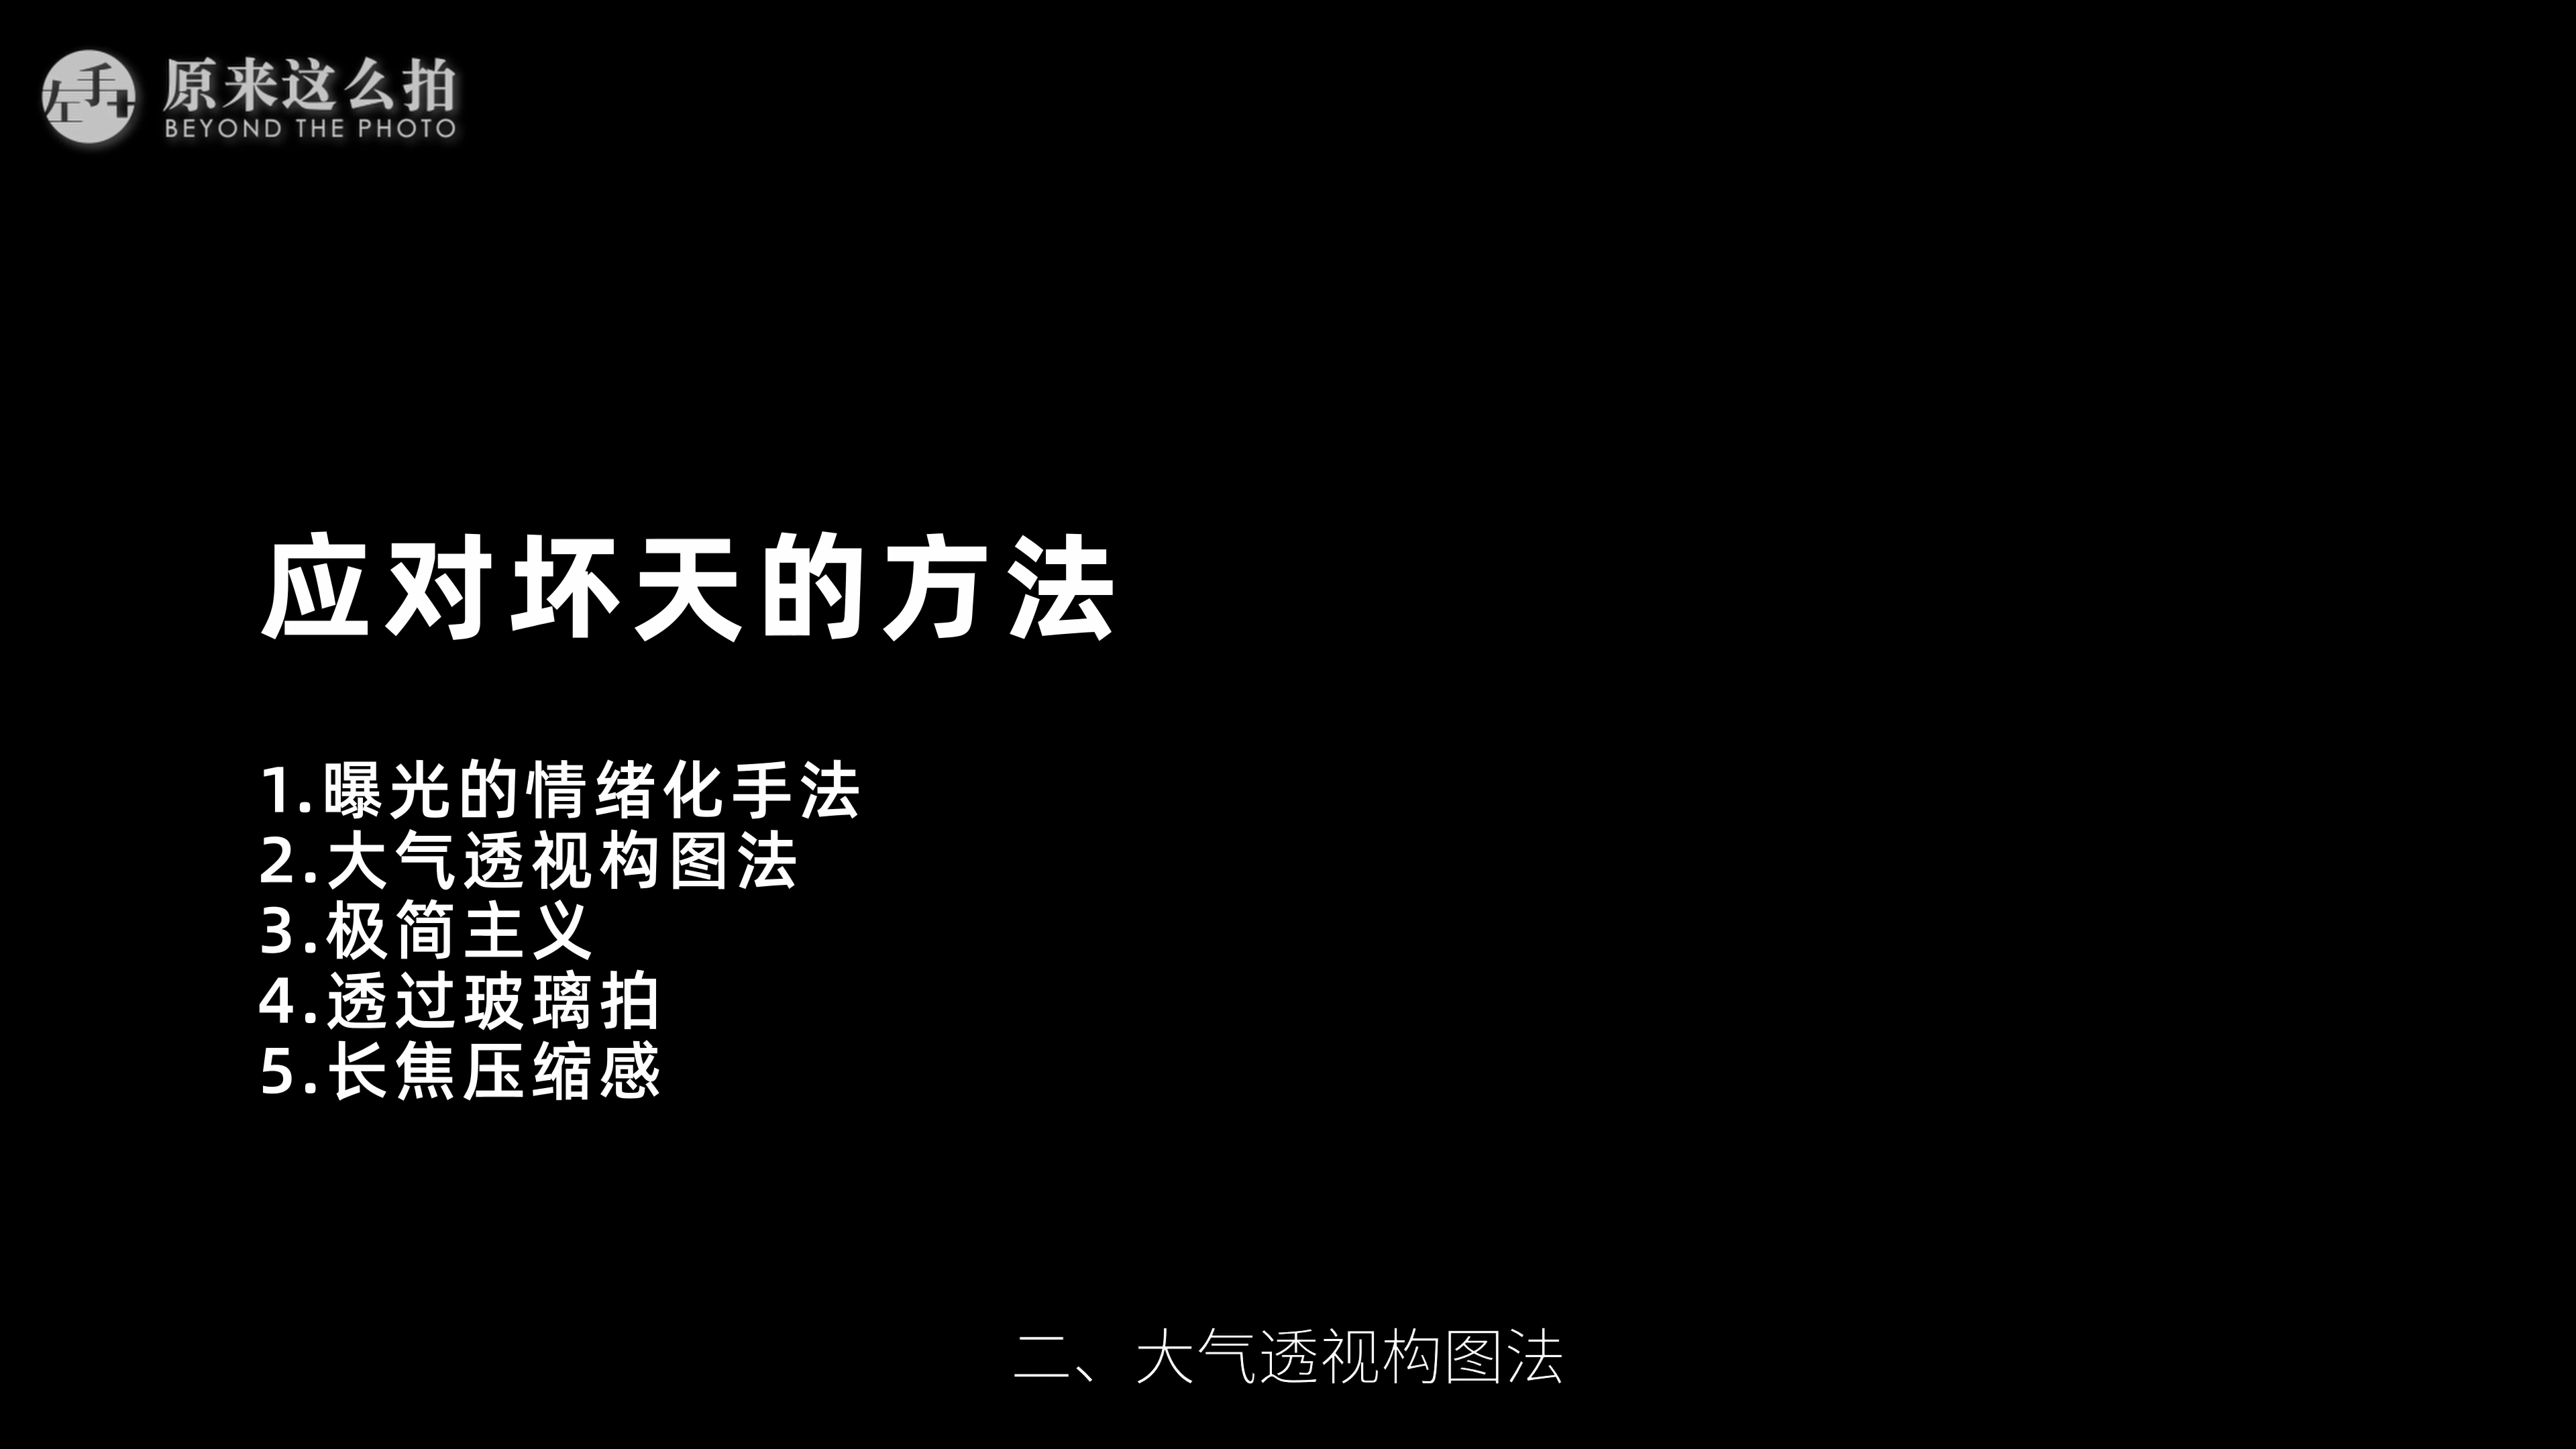 左手+
原来这么拍
BEYOND THE PHOTO
应对坏天的方法
1.曝光的情绪化手法
2.大气透视构图法
3.极简主义
4.透过玻璃拍
5.长焦压缩感
二、大气透视构图法